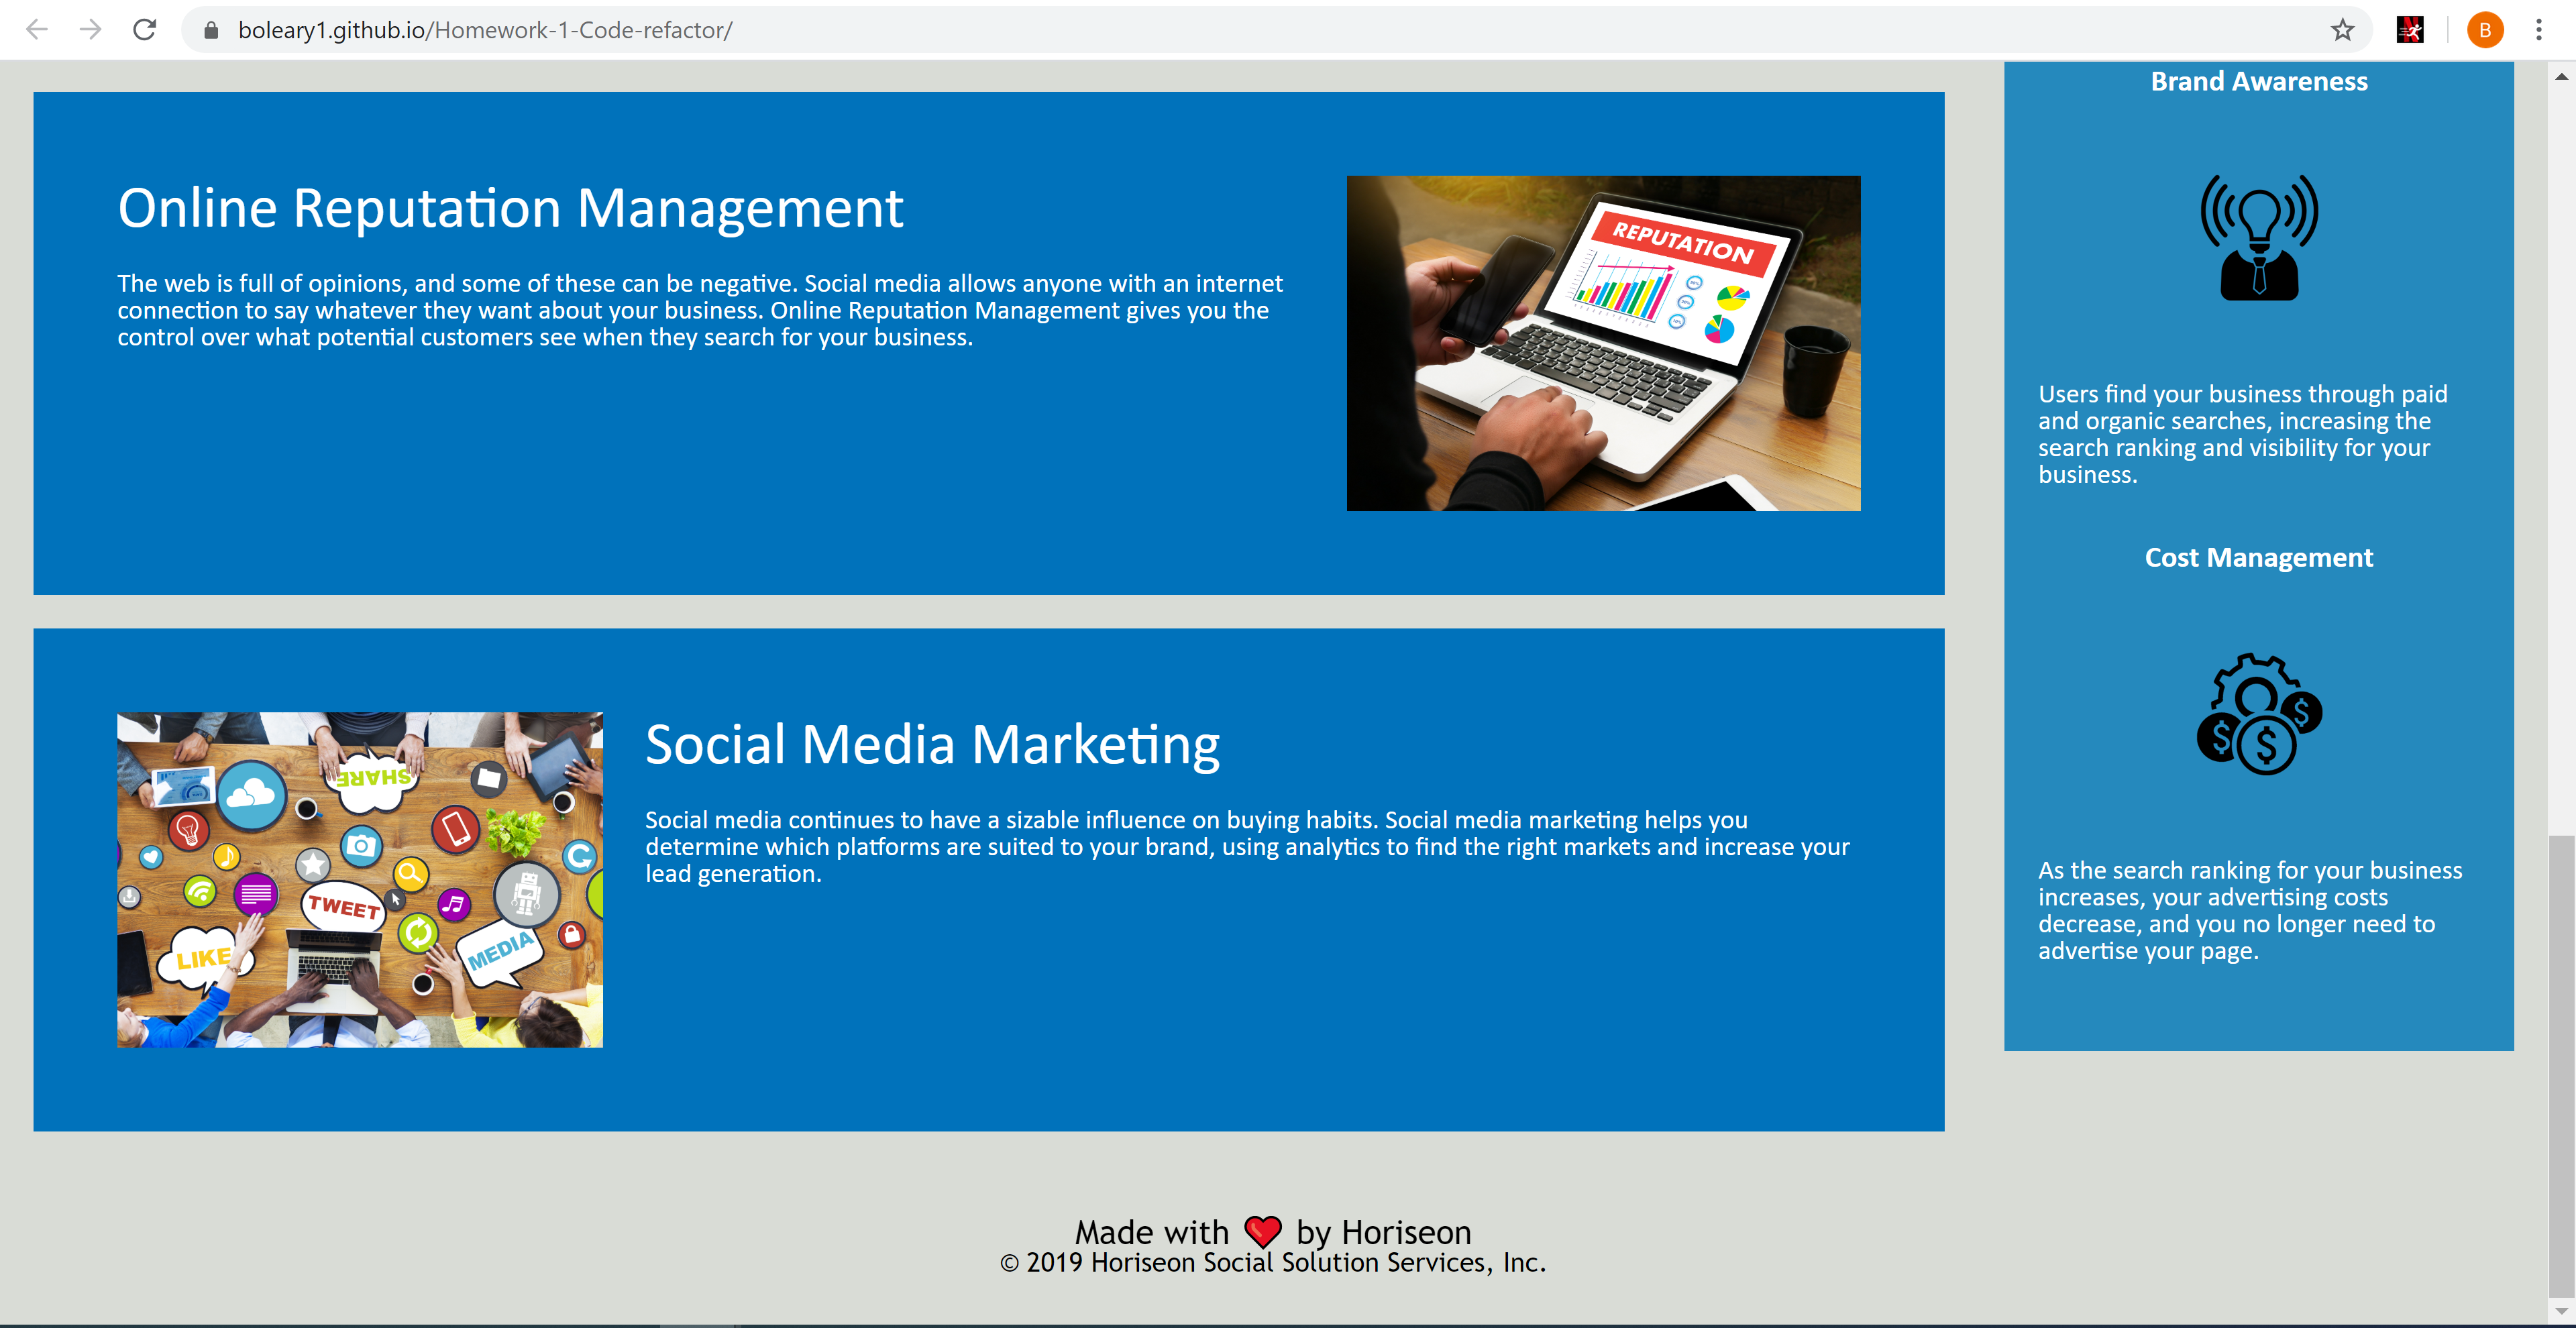 boleary1.github.io/Homework-1-Code-refactor/
B
Online Reputation Management
The web is full of opinions, and some of these can be negative. Social media allows anyone with an internet
connection to say whatever they want about your business. Online Reputation Management gives you the
control over what potential customers see when they search for your business.
REPUTATION
Social Media Marketing
Social media continues to have a sizable influence on buying habits. Social media marketing helps you
determine which platforms are suited to your brand, using analytics to find the right markets and increase your
lead generation.
SHARE
TWEET
LIKE
MEDIA
Brand Awareness
Users find your business through paid
and organic searches, increasing the
search ranking and visibility for your
business.
Cost Management
$ $ $
As the search ranking for your business
increases, your advertising costs
decrease, and you no longer need to
advertise your page.
Made with ❤️ by Horiseon
© 2019 Horiseon Social Solution Services, Inc.